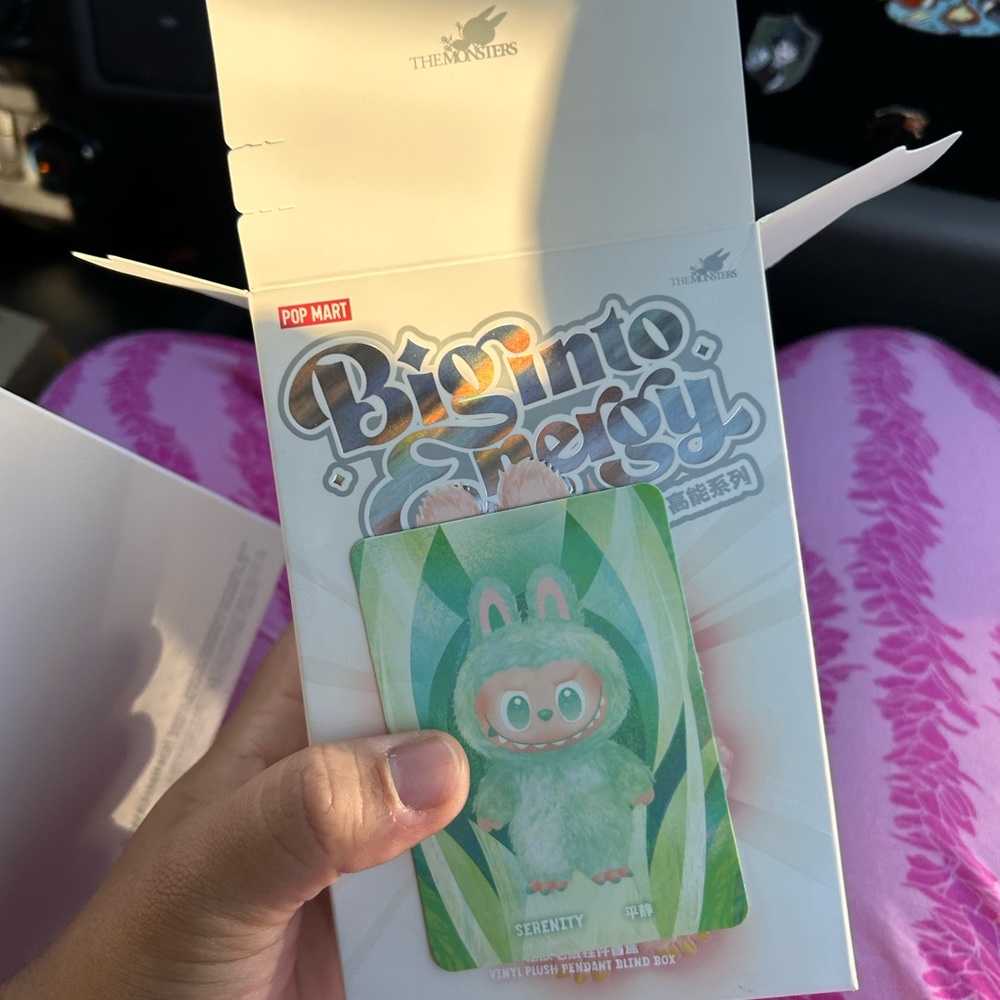 THE MONSTERS
THE MONSTERS
POP MART
Big into
Energy
高能系列
SERENITY
平静
VINYL PLUSH PENDANT BLIND BOX